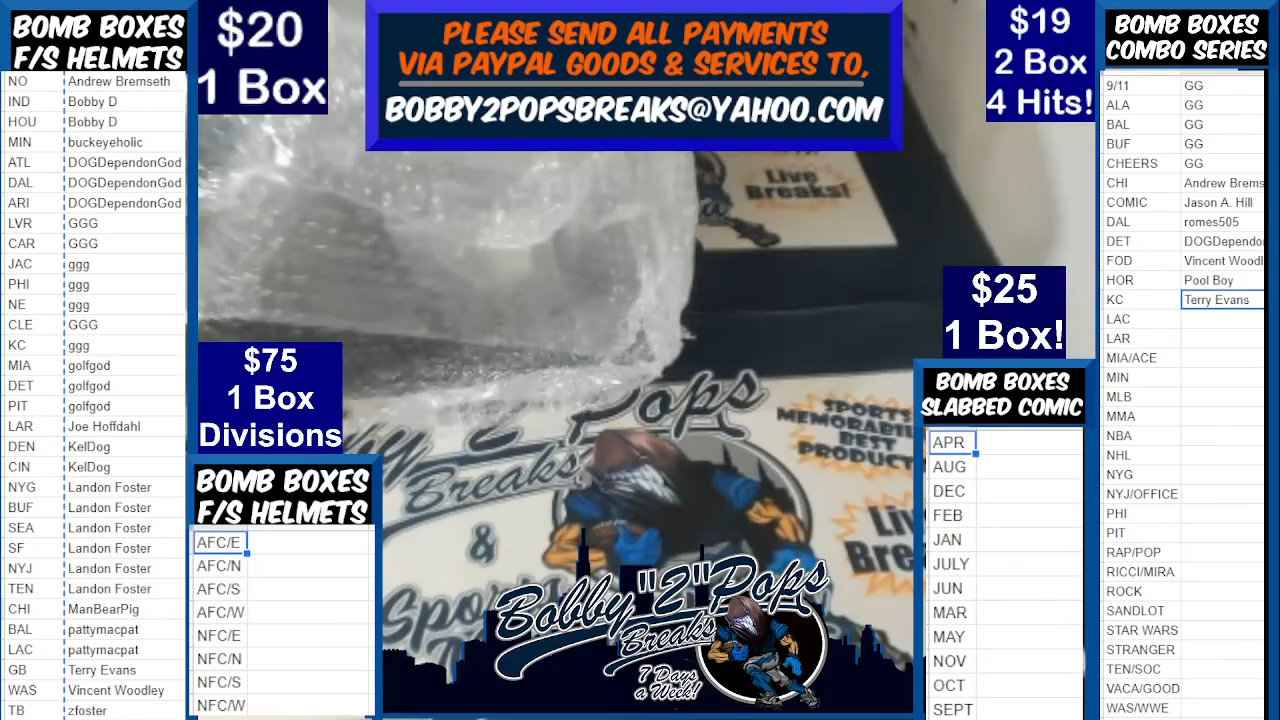 BOMB BOXES
F/S HELMETS
NO Andrew Bremseth
IND Bobby D
HOU Bobby D
MIN buckeyeholic
ATL DOGDependonGod
DAL DOGDependonGod
ARI DOGDependonGod
LVR GGG
CAR GGG
JAC ggg
PHI ggg
NE ggg
CLE GGG
KC ggg
MIA golfgod
DET golfgod
PIT golfgod
LAR Joe Hoffdahl
DEN KelDog
CIN KelDog
NYG Landon Foster
BUF Landon Foster
SEA Landon Foster
SF Landon Foster
NYJ Landon Foster
TEN Landon Foster
CHI ManBearPig
BAL pattymacpat
LAC pattymacpat
GB Terry Evans
WAS Vincent Woodley
TB zfoster
$20
1 Box
PLEASE SEND ALL PAYMENTS
VIA PAYPAL GOODS & SERVICES TO,
BOBBY2POPSBREAKS@YAHOO.COM
$19
2 Box
4 Hits!
Live
Breaks!
$75
1 Box
Divisions
BOMB BOXES
F/S HELMETS
AFC/E
AFC/N
AFC/S
AFC/W
NFC/E
NFC/N
NFC/S
NFC/W
2 Pops
Breaks
&
Sports
SPORTS
MEMORABIL
BEST
PRODUCT
Liv
Brea
Bobby "2" Pops
Breaks
7 Days
a Week!
$25
1 Box!
BOMB BOXES
SLABBED COMIC
APR
AUG
DEC
FEB
JAN
JULY
JUN
MAR
MAY
NOV
OCT
SEPT
BOMB BOXES
COMBO SERIES
9/11 GG
ALA GG
BAL GG
BUF GG
CHEERS GG
CHI Andrew Brems
COMIC Jason A. Hill
DAL romes505
DET DOGDependo
FOD Vincent Woodl
HOR Pool Boy
KC Terry Evans
LAC
LAR
MIA/ACE
MIN
MLB
MMA
NBA
NHL
NYG
NYJ/OFFICE
PHI
PIT
RAP/POP
RICCI/MIRA
ROCK
SANDLOT
STAR WARS
STRANGER
TEN/SOC
VACA/GOOD
WAS/WWE